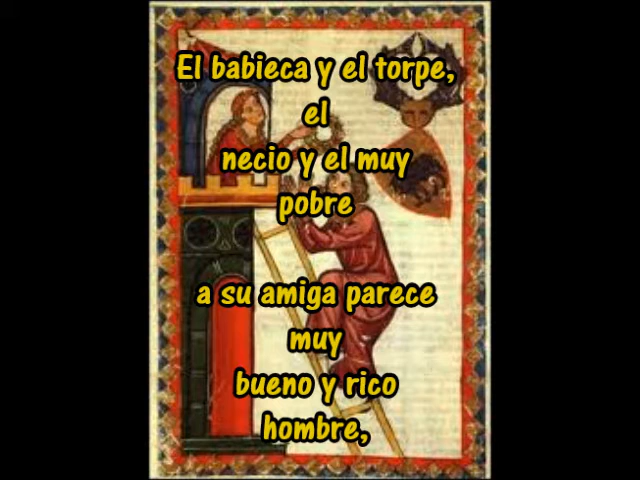 El babieca y el torpe,
el
necio y el muy
pobre
a su amiga parece
muy
bueno y rico
hombre,